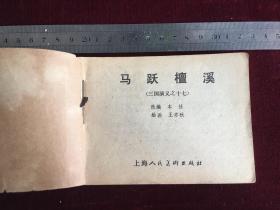 马跃檀溪
(三国演义之十七)
改编 本 任
绘画 王亦秋
上海人民美术出版社